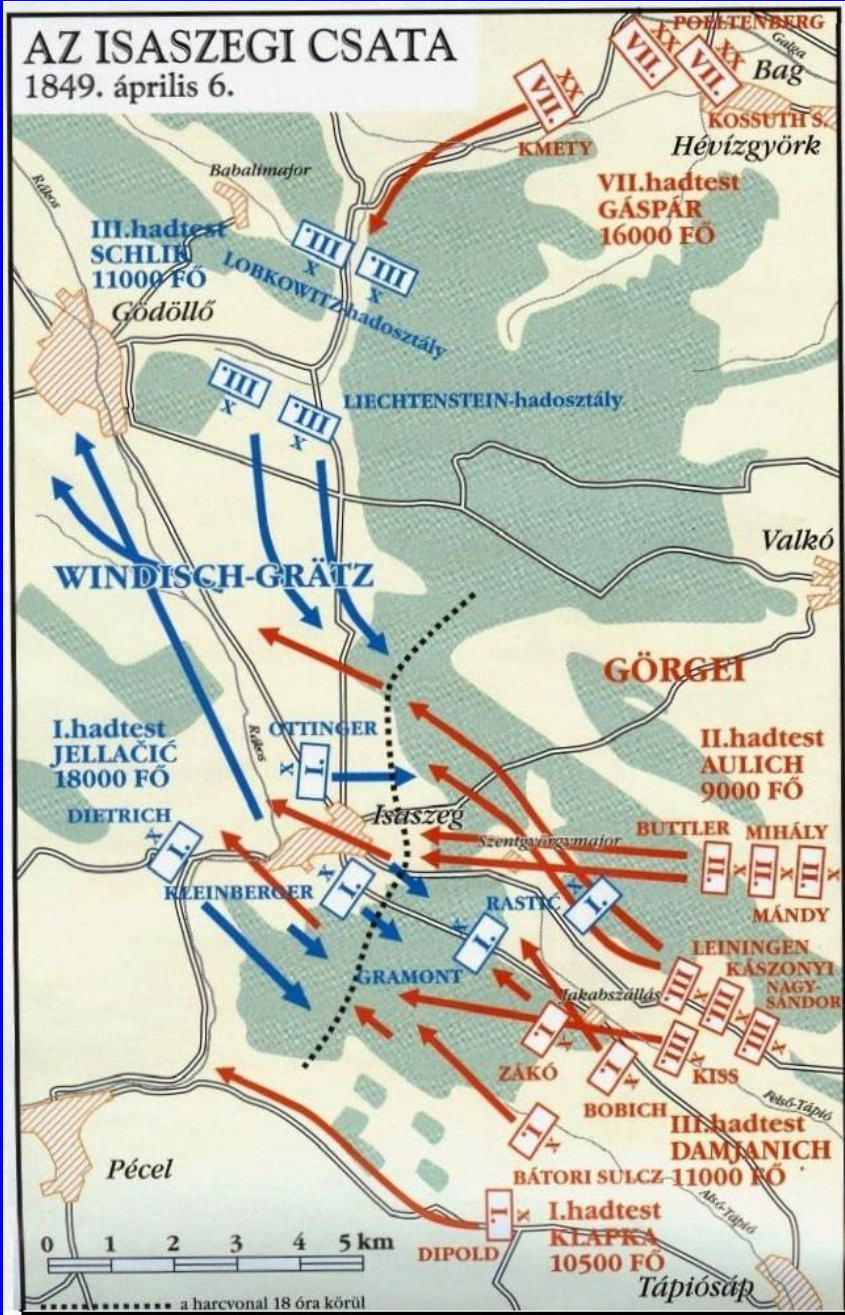 AZ ISASZEGI CSATA
1849. április 6.
POELTENBERG
XX
VII.
XX
VII.
XX
VII.
Galga
Bag
KOSSUTH S.
KMETY
Hévízgyörk
VII.hadtest
GÁSPÁR
16000 FŐ
Rákos
Babatimajor
III.hadtest
SCHLIK
11000 FŐ
III.
X
III.
X
LOBKOWITZ-hadosztály
Gödöllő
III.
X
III.
X
LIECHTENSTEIN-hadosztály
Valkó
WINDISCH-GRÄTZ
GÖRGEI
I.hadtest
JELLAČIĆ
18000 FŐ
Rákos
OTTINGER
X
I.
II.hadtest
AULICH
9000 FŐ
DIETRICH
X
I.
Isaszeg
Szentgyörgymajor
BUTTLER
MIHÁLY
II.
X
II.
X
II.
X
MÁNDY
KLEINBERGER
X
I.
RASTIĆ
X
I.
X
I.
GRAMONT
LEININGEN
KÁSZONYI
NAGY-
SÁNDOR
III.
X
III.
X
III.
X
Jakabszállás
III.
X
KISS
I.
X
ZÁKÓ
I.
X
BOBICH
Felső-Tápió
III.hadtest
DAMJANICH
11000 FŐ
I.
X
BÁTORI SULCZ
Pécel
Alsó-Tápió
I.
X
DIPOLD
I.hadtest
KLAPKA
10500 FŐ
Tápiósáp
0 1 2 3 4 5 km
a harcvonal 18 óra körül